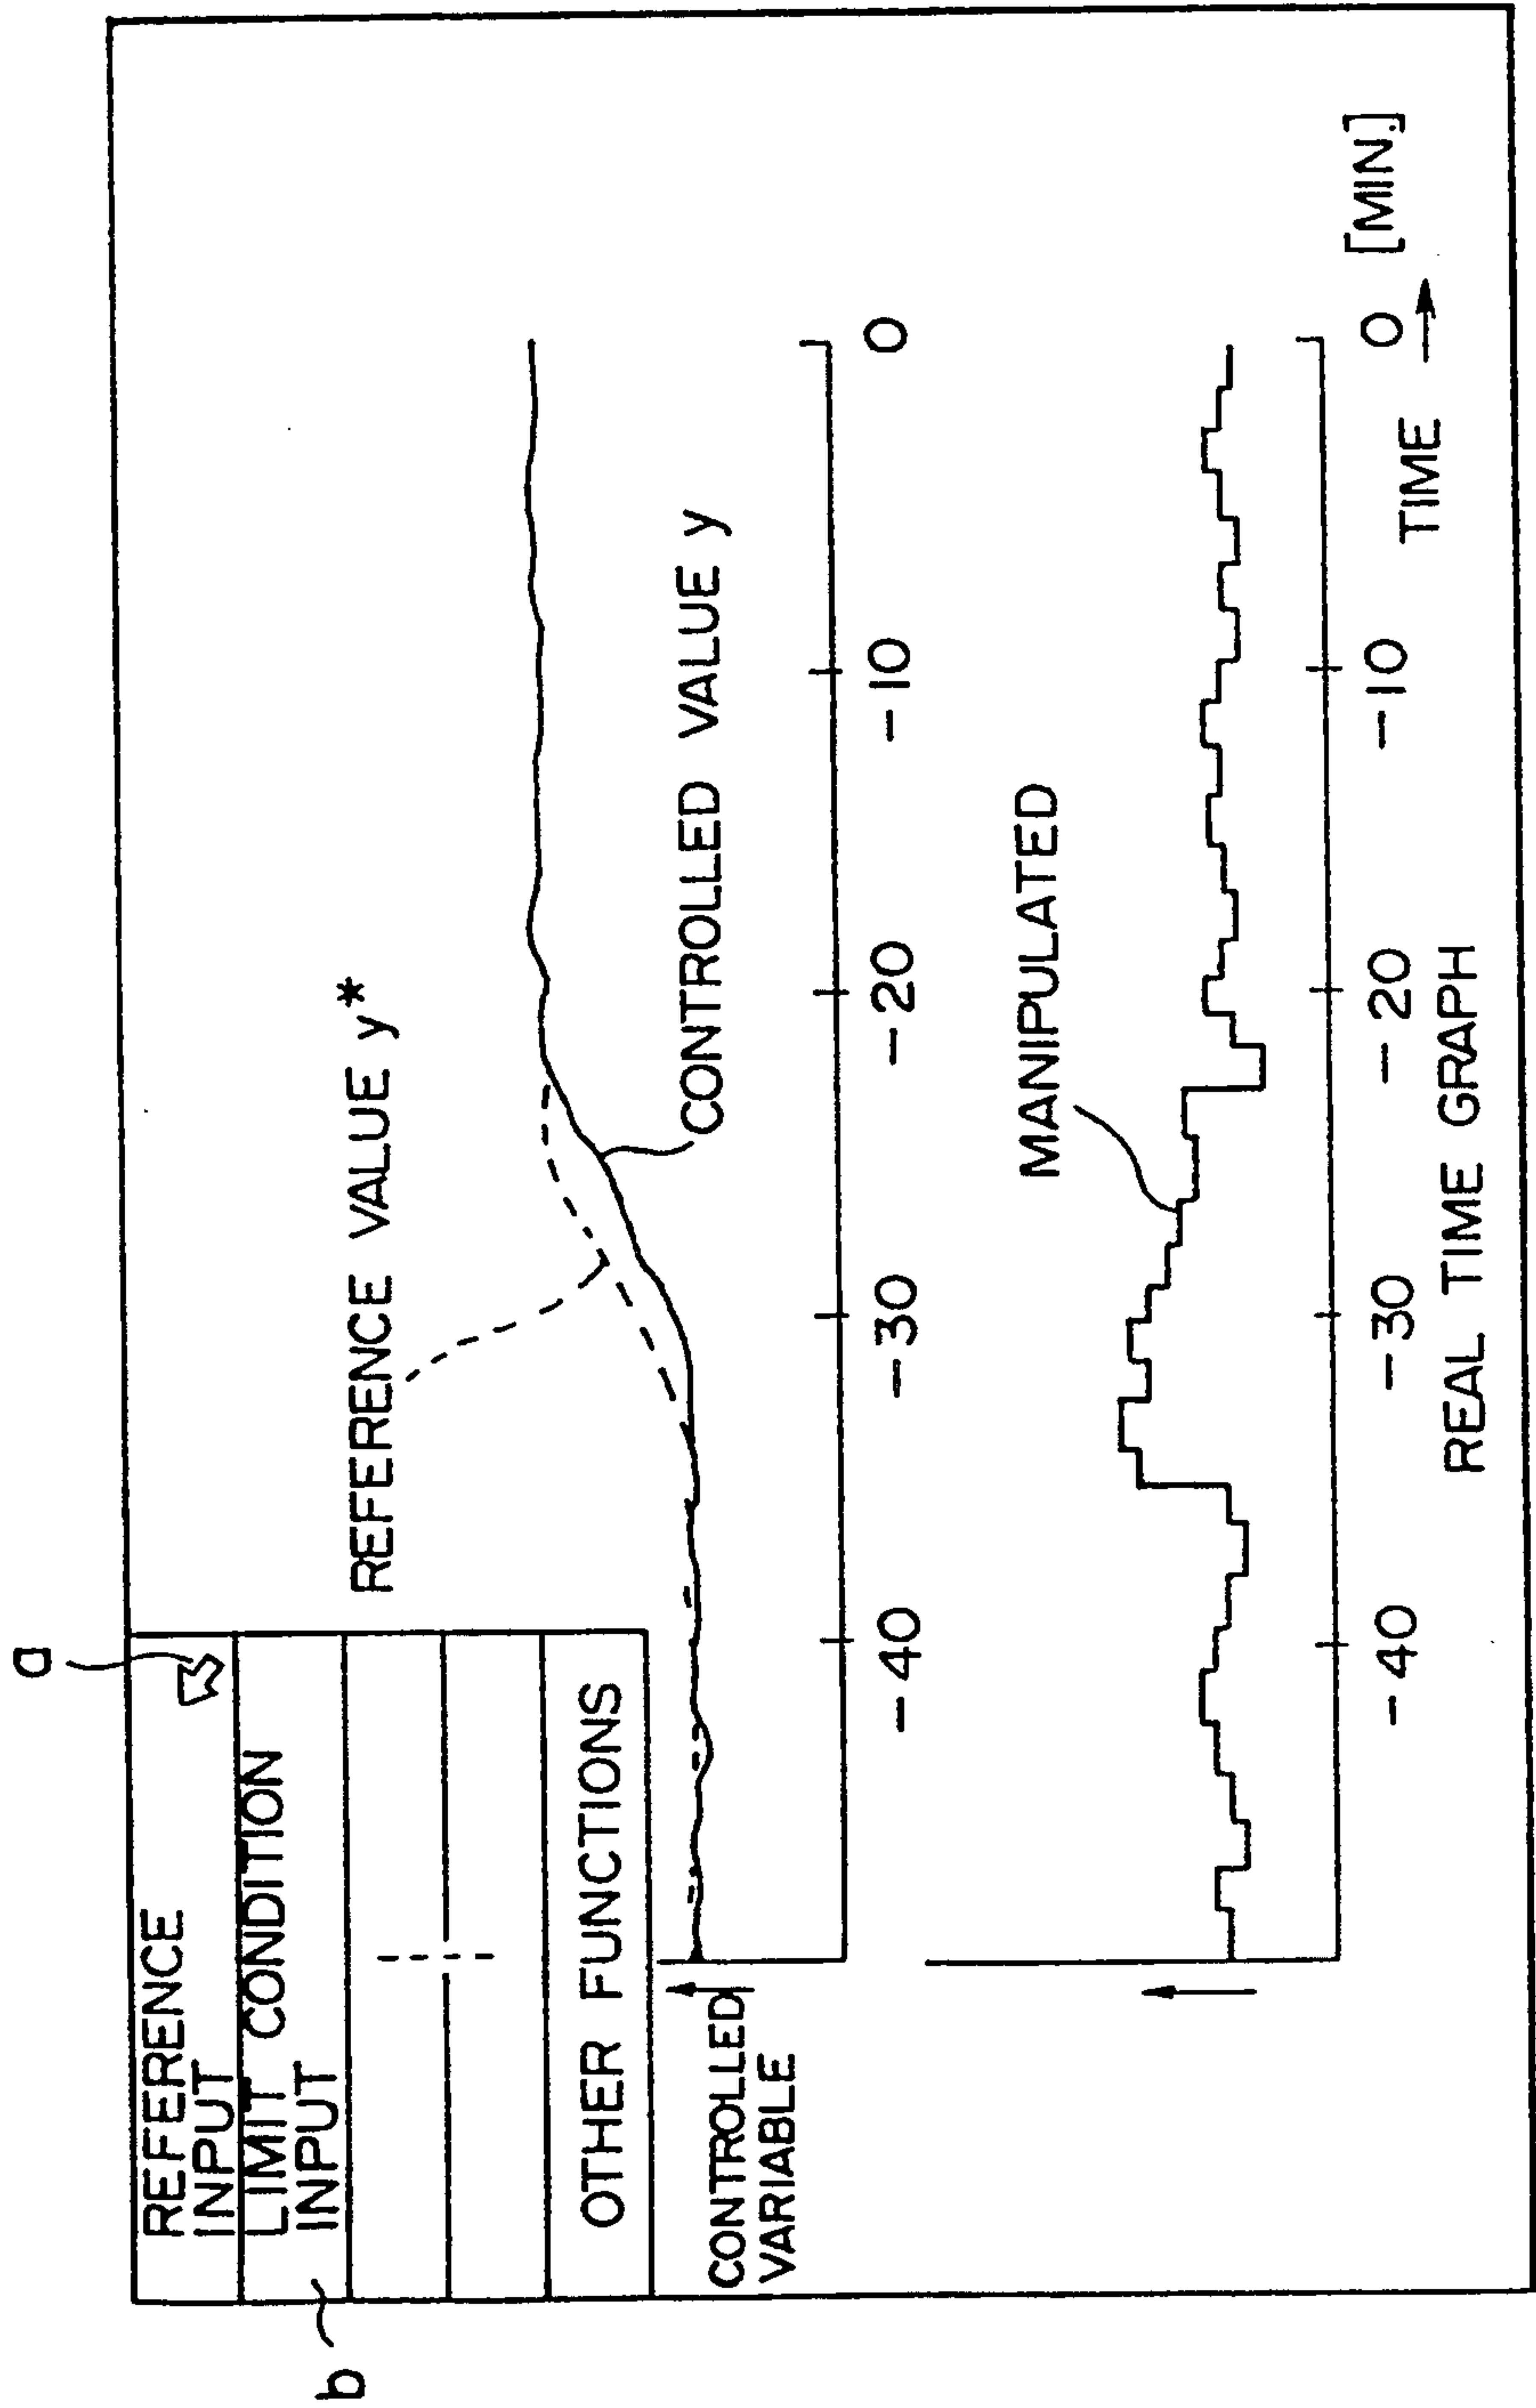 a
REFERENCE
INPUT
LIMIT CONDITION
INPUT
b
OTHER FUNCTIONS
REFERENCE VALUE y*
CONTROLLED VALUE y
CONTROLLED
VARIABLE
-40 -30 -20 -10 0
MANIPULATED
-40 -30 -20 -10 0 [MIN.]
TIME
REAL TIME GRAPH